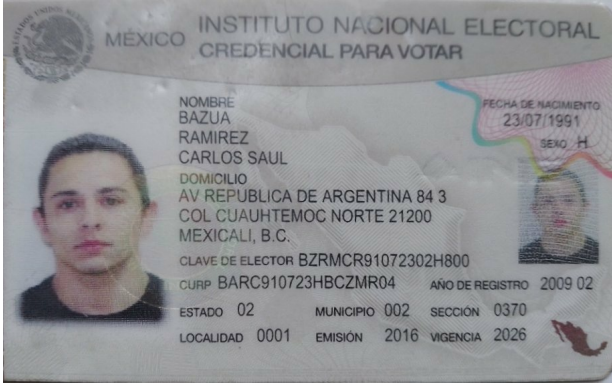 MÉXICO INSTITUTO NACIONAL ELECTORAL
CREDENCIAL PARA VOTAR
NOMBRE
BAZUA
RAMIREZ
CARLOS SAUL
FECHA DE NACIMIENTO
23/07/1991
SEXO H
DOMICILIO
AV REPUBLICA DE ARGENTINA 84 3
COL CUAUHTEMOC NORTE 21200
MEXICALI, B.C.
CLAVE DE ELECTOR BZRMCR91072302H800
CURP BARC910723HBCZMR04 AÑO DE REGISTRO 2009 02
ESTADO 02 MUNICIPIO 002 SECCIÓN 0370
LOCALIDAD 0001 EMISIÓN 2016 VIGENCIA 2026